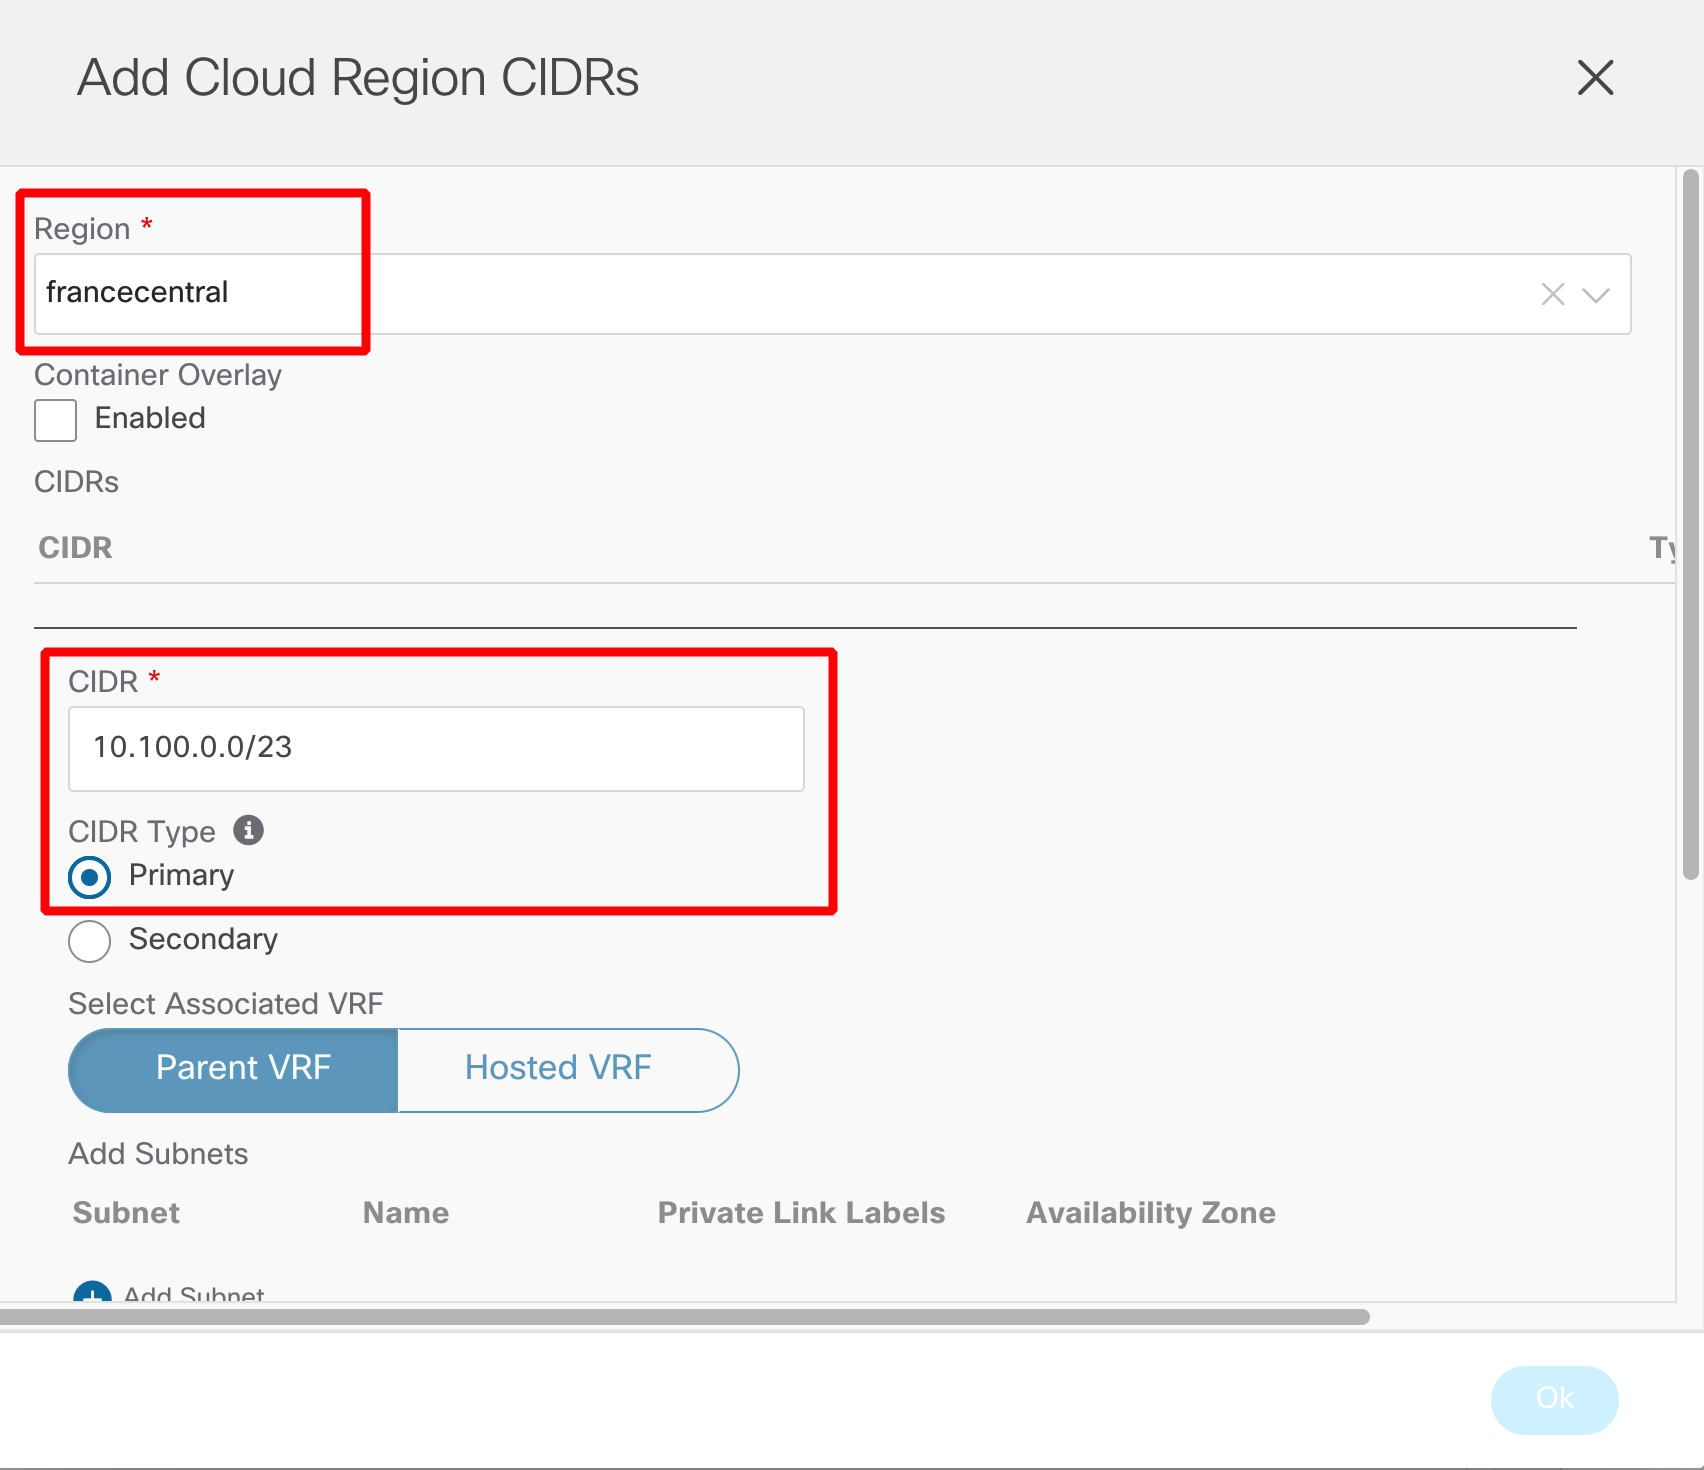 Add Cloud Region CIDRs
Region *
francecentral
Container Overlay
Enabled
CIDRs
CIDR
CIDR *
10.100.0.0/23
CIDR Type
Primary
Secondary
Select Associated VRF
Parent VRF Hosted VRF
Add Subnets
Subnet Name Private Link Labels Availability Zone
Add Subnet
Ok